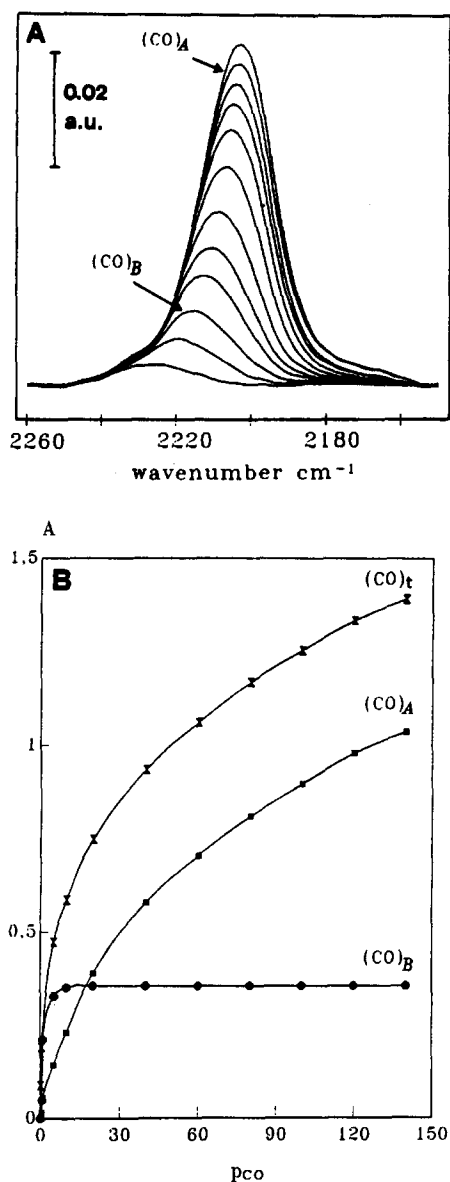 A
(CO)A
0.02
a.u.
(CO)B
2260 2220 2180
wavenumber cm-1
A
1.5
B
(CO)t
(CO)A
1
0,5
(CO)B
0
0 30 60 90 120 150
pco